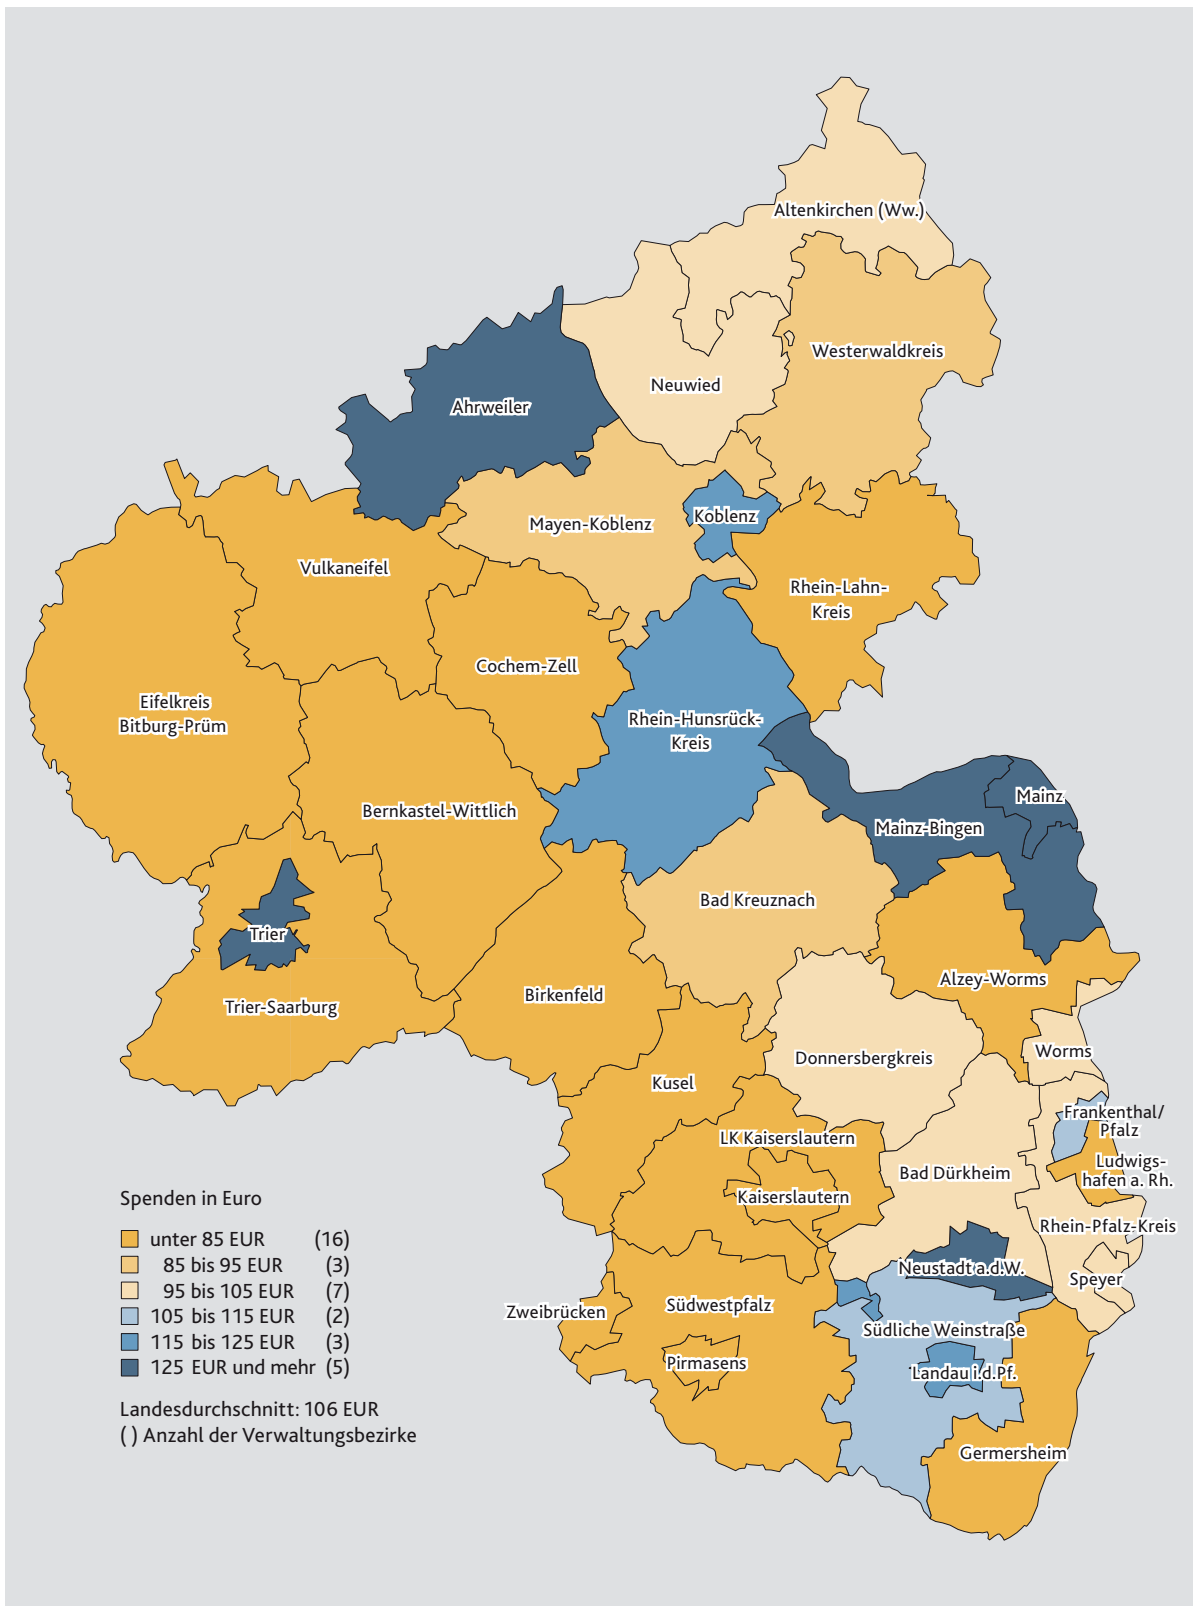 Altenkirchen (Ww.)
Westerwaldkreis
Neuwied
Ahrweiler
Koblenz
Mayen-Koblenz
Vulkaneifel
Rhein-Lahn-
Kreis
Cochem-Zell
Eifelkreis
Bitburg-Prüm
Rhein-Hunsrück-
Kreis
Mainz
Bernkastel-Wittlich
Mainz-Bingen
Bad Kreuznach
Trier
Alzey-Worms
Birkenfeld
Trier-Saarburg
Worms
Donnersbergkreis
Kusel
Frankenthal/
Pfalz
LK Kaiserslautern
Ludwigs-
hafen a. Rh.
Bad Dürkheim
Kaiserslautern
Rhein-Pfalz-Kreis
Neustadt a.d.W.
Speyer
Zweibrücken
Südwestpfalz
Südliche Weinstraße
Pirmasens
Landau i.d.Pf.
Germersheim
Spenden in Euro
unter 85 EUR (16)
85 bis 95 EUR (3)
95 bis 105 EUR (7)
105 bis 115 EUR (2)
115 bis 125 EUR (3)
125 EUR und mehr (5)
Landesdurchschnitt: 106 EUR
( ) Anzahl der Verwaltungsbezirke